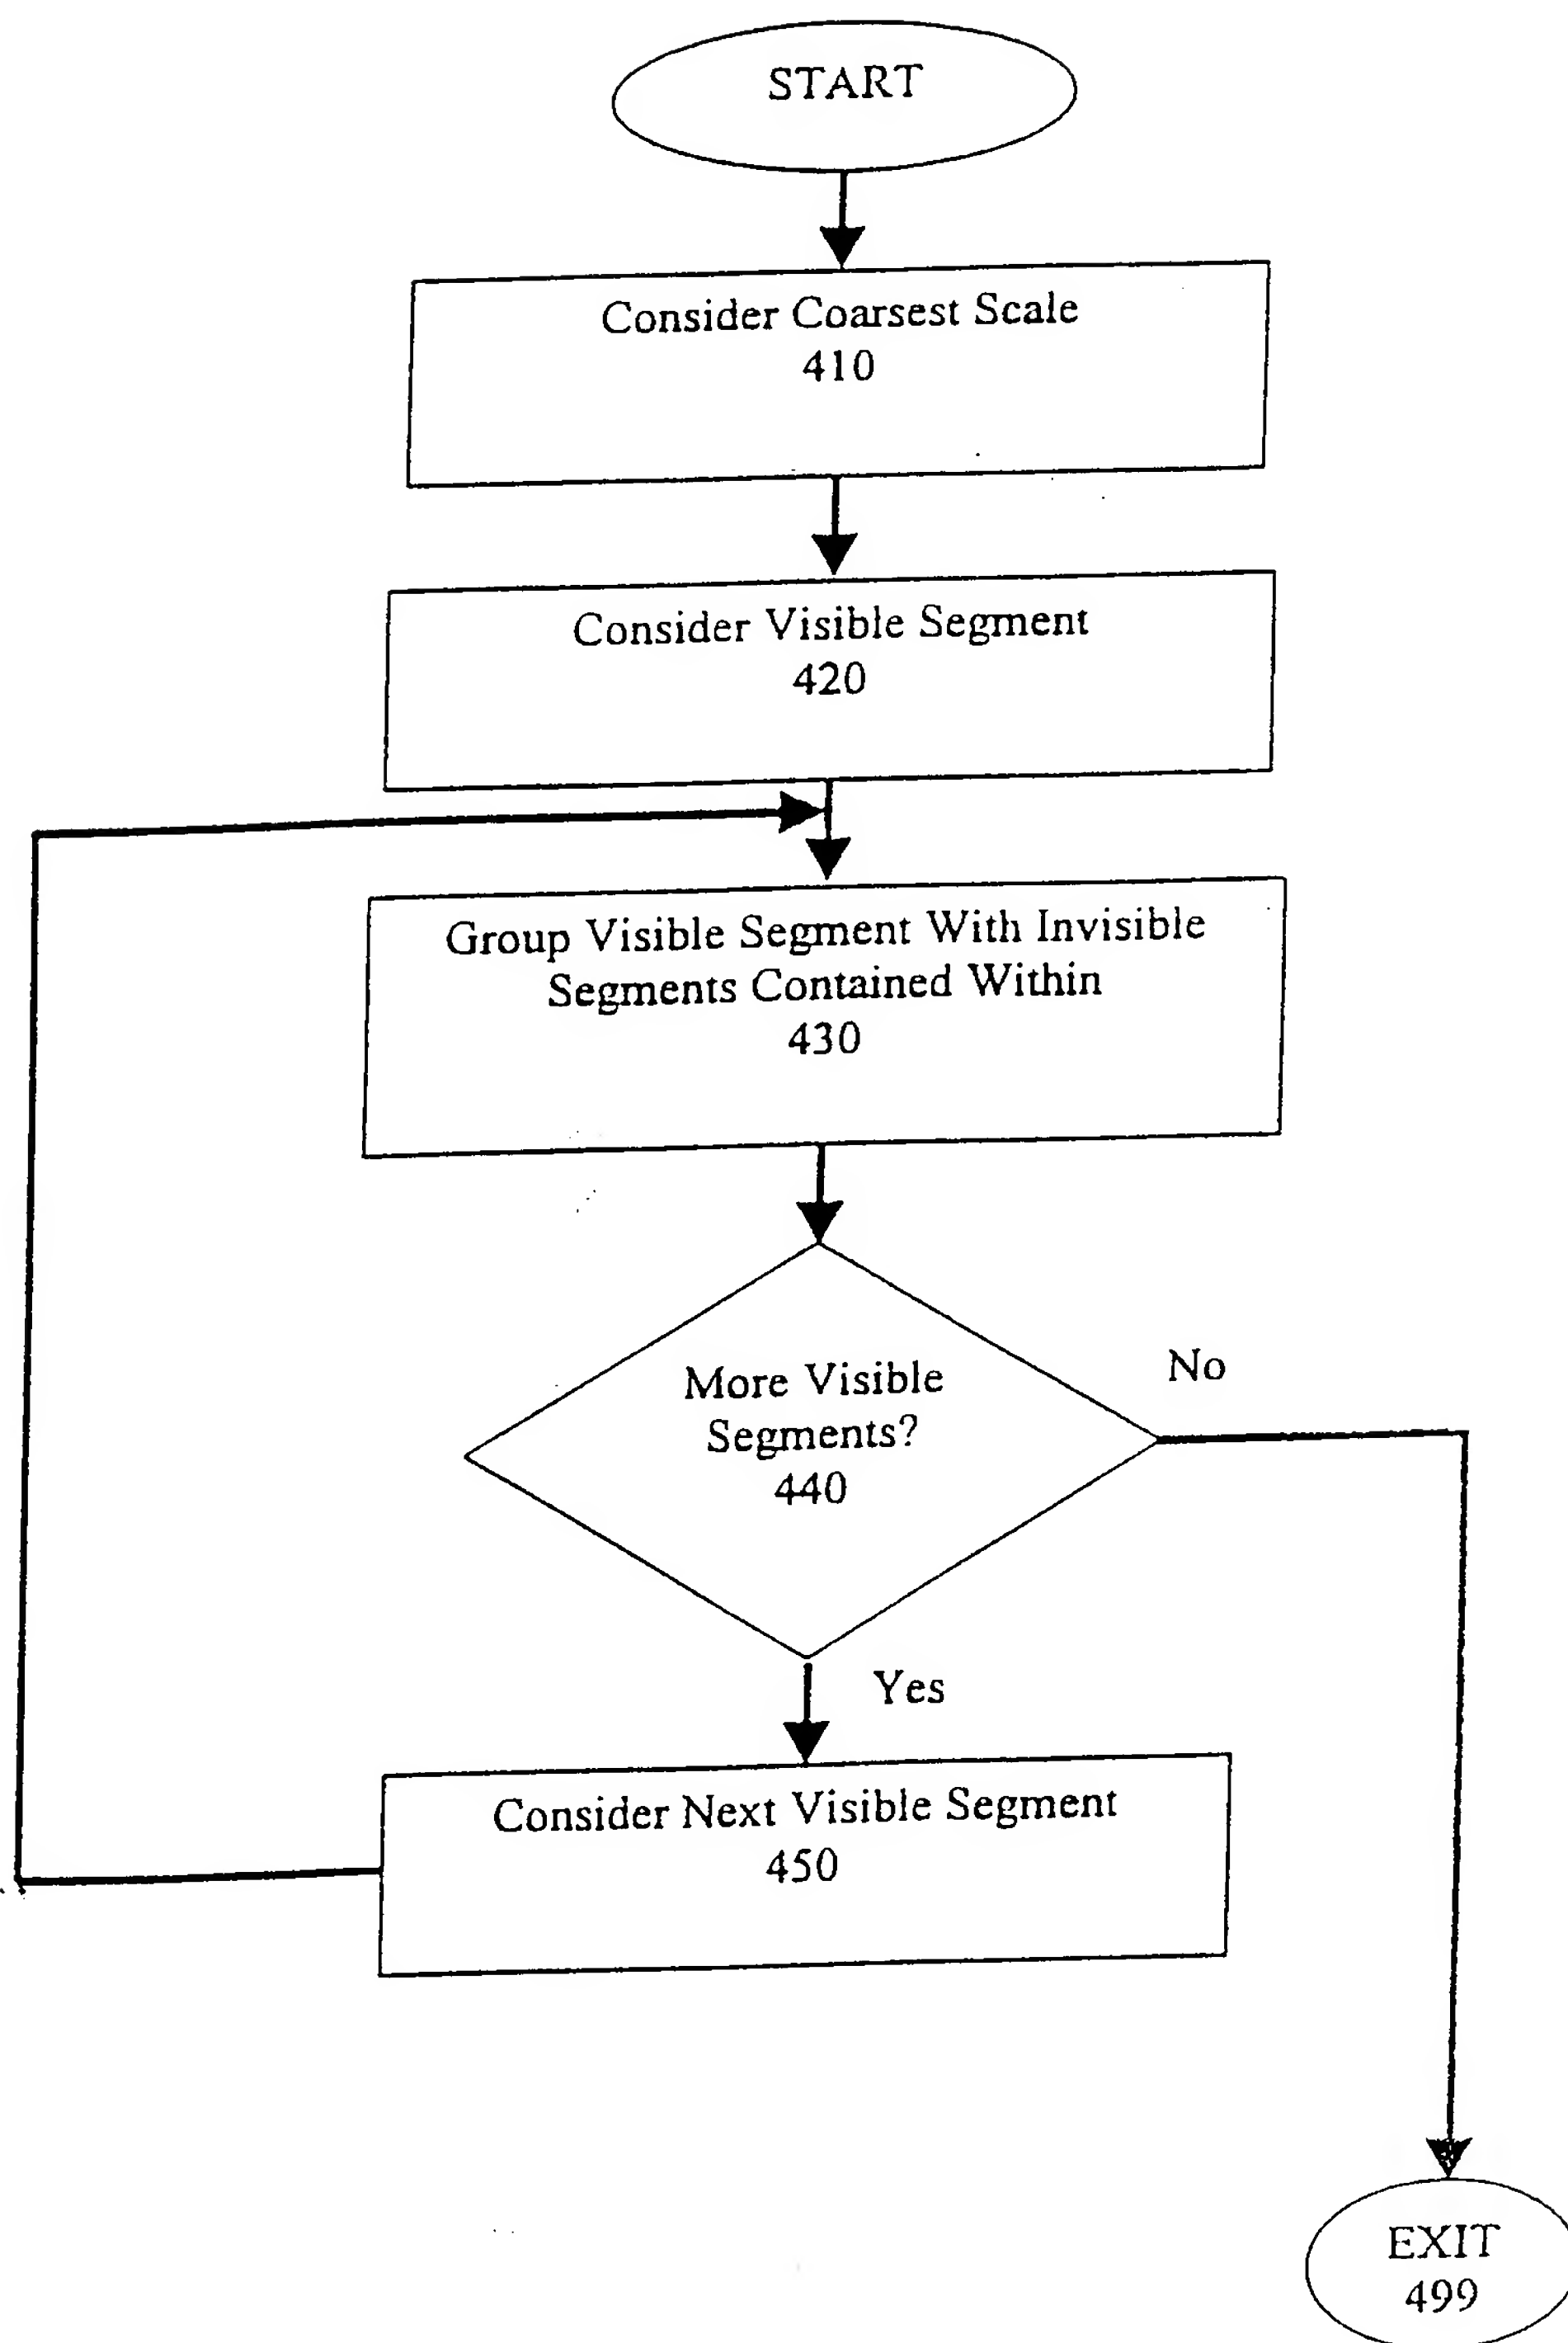 START
Consider Coarsest Scale
410
Consider Visible Segment
420
Group Visible Segment With Invisible
Segments Contained Within
430
More Visible
Segments?
440
No
Yes
Consider Next Visible Segment
450
EXIT
499